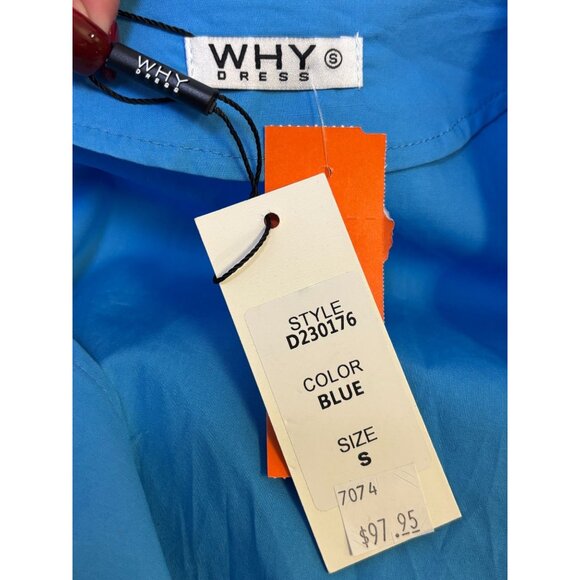 WHY S
DRESS
WHY
DRESS
STYLE
D230176
COLOR
BLUE
SIZE
S
7074
$97.95